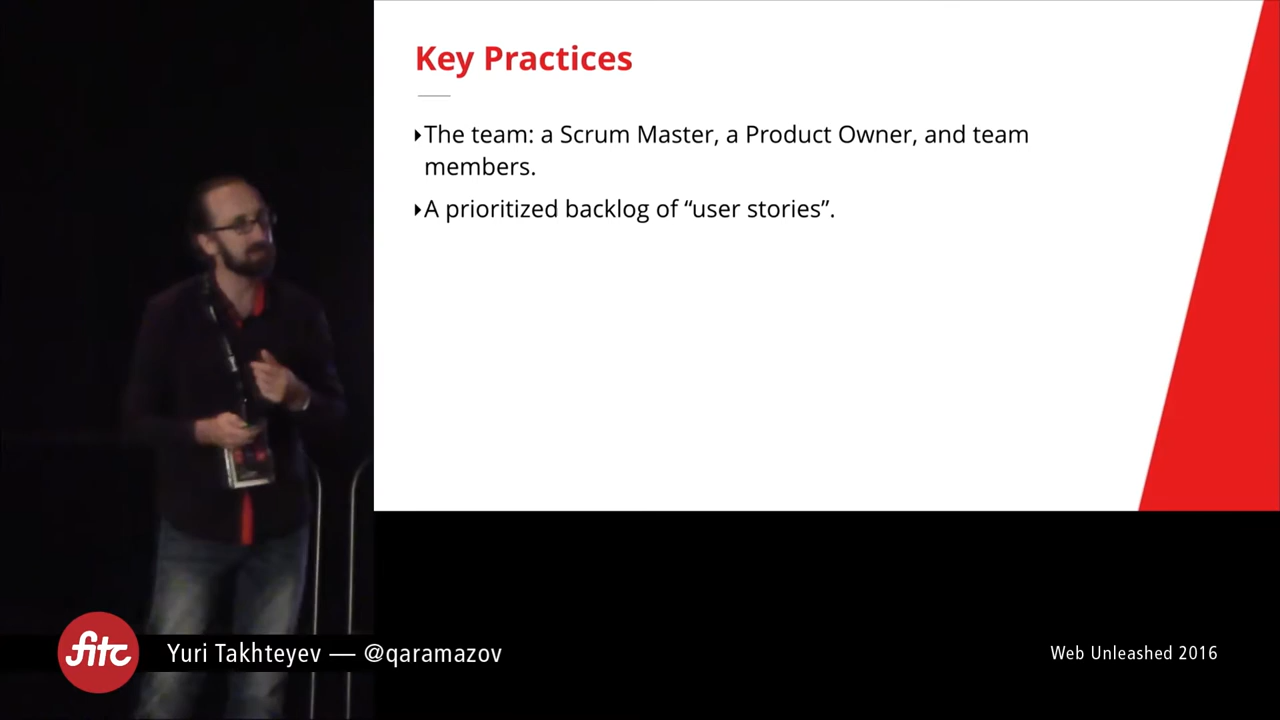 Key Practices
The team: a Scrum Master, a Product Owner, and team
members.
A prioritized backlog of “user stories”.
fitc
Yuri Takhteyev — @qaramazov
Web Unleashed 2016